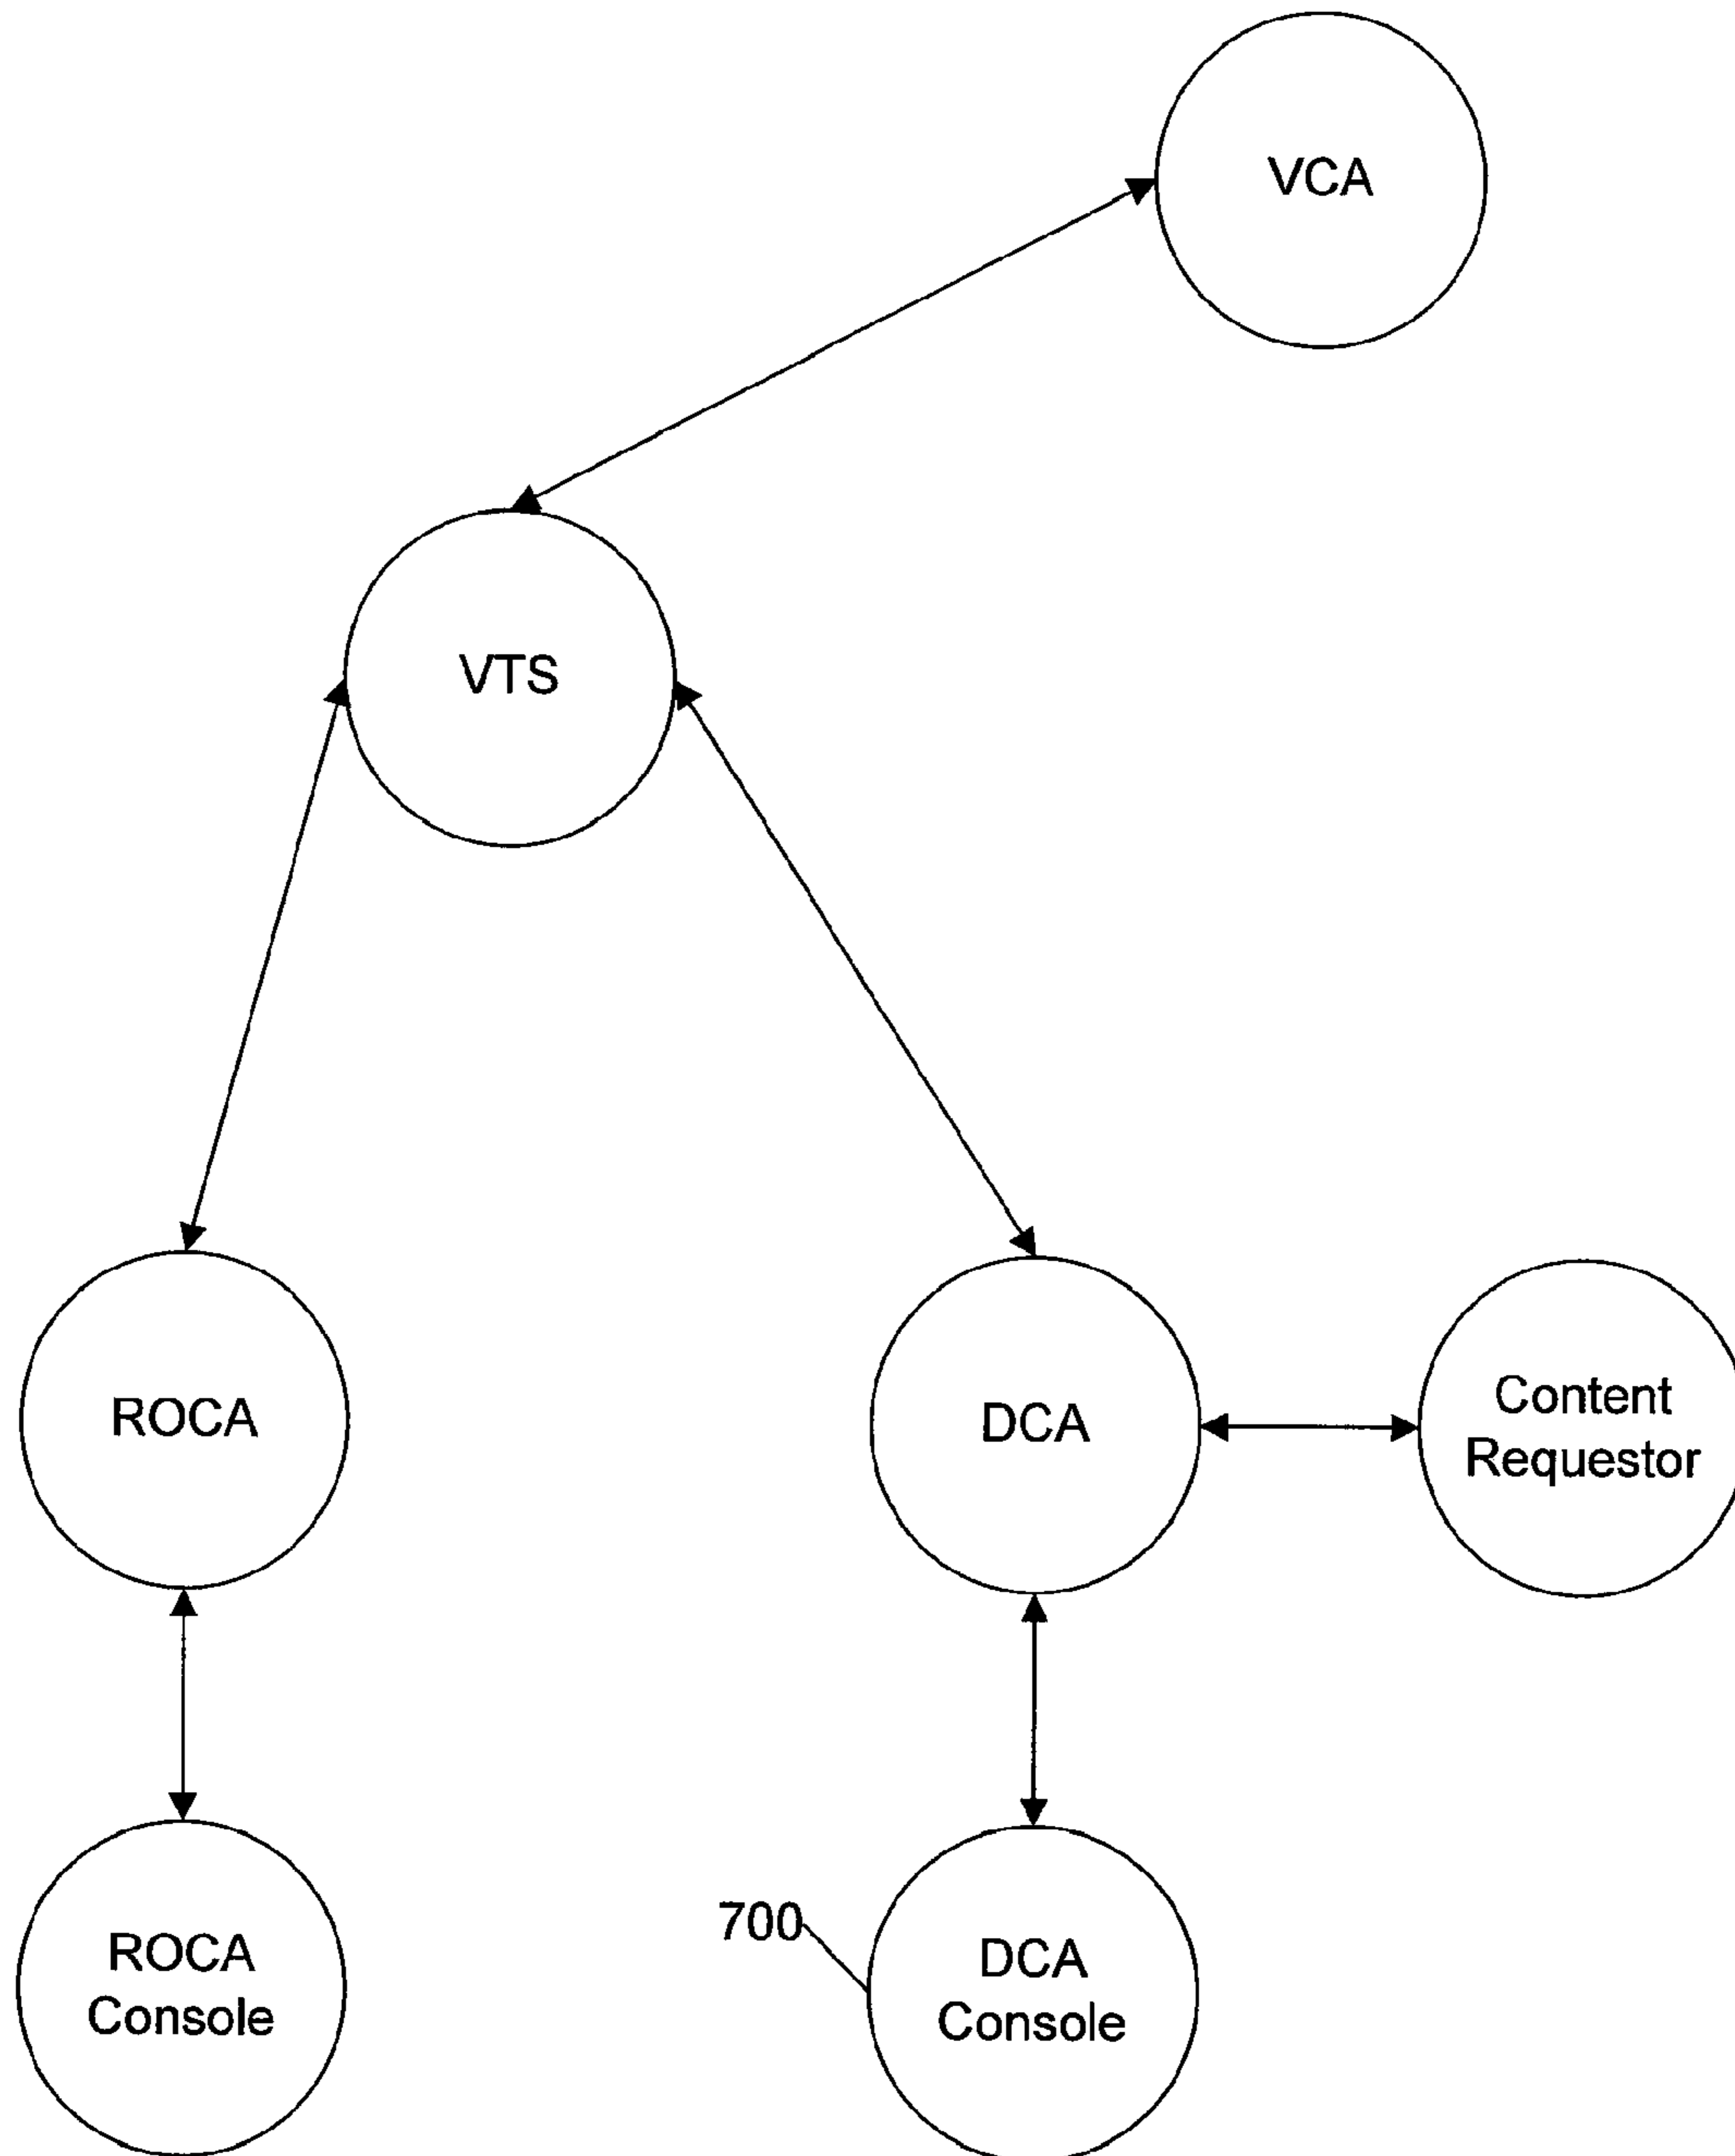 VCA
VTS
ROCA
DCA
Content
Requestor
ROCA
Console
700
DCA
Console